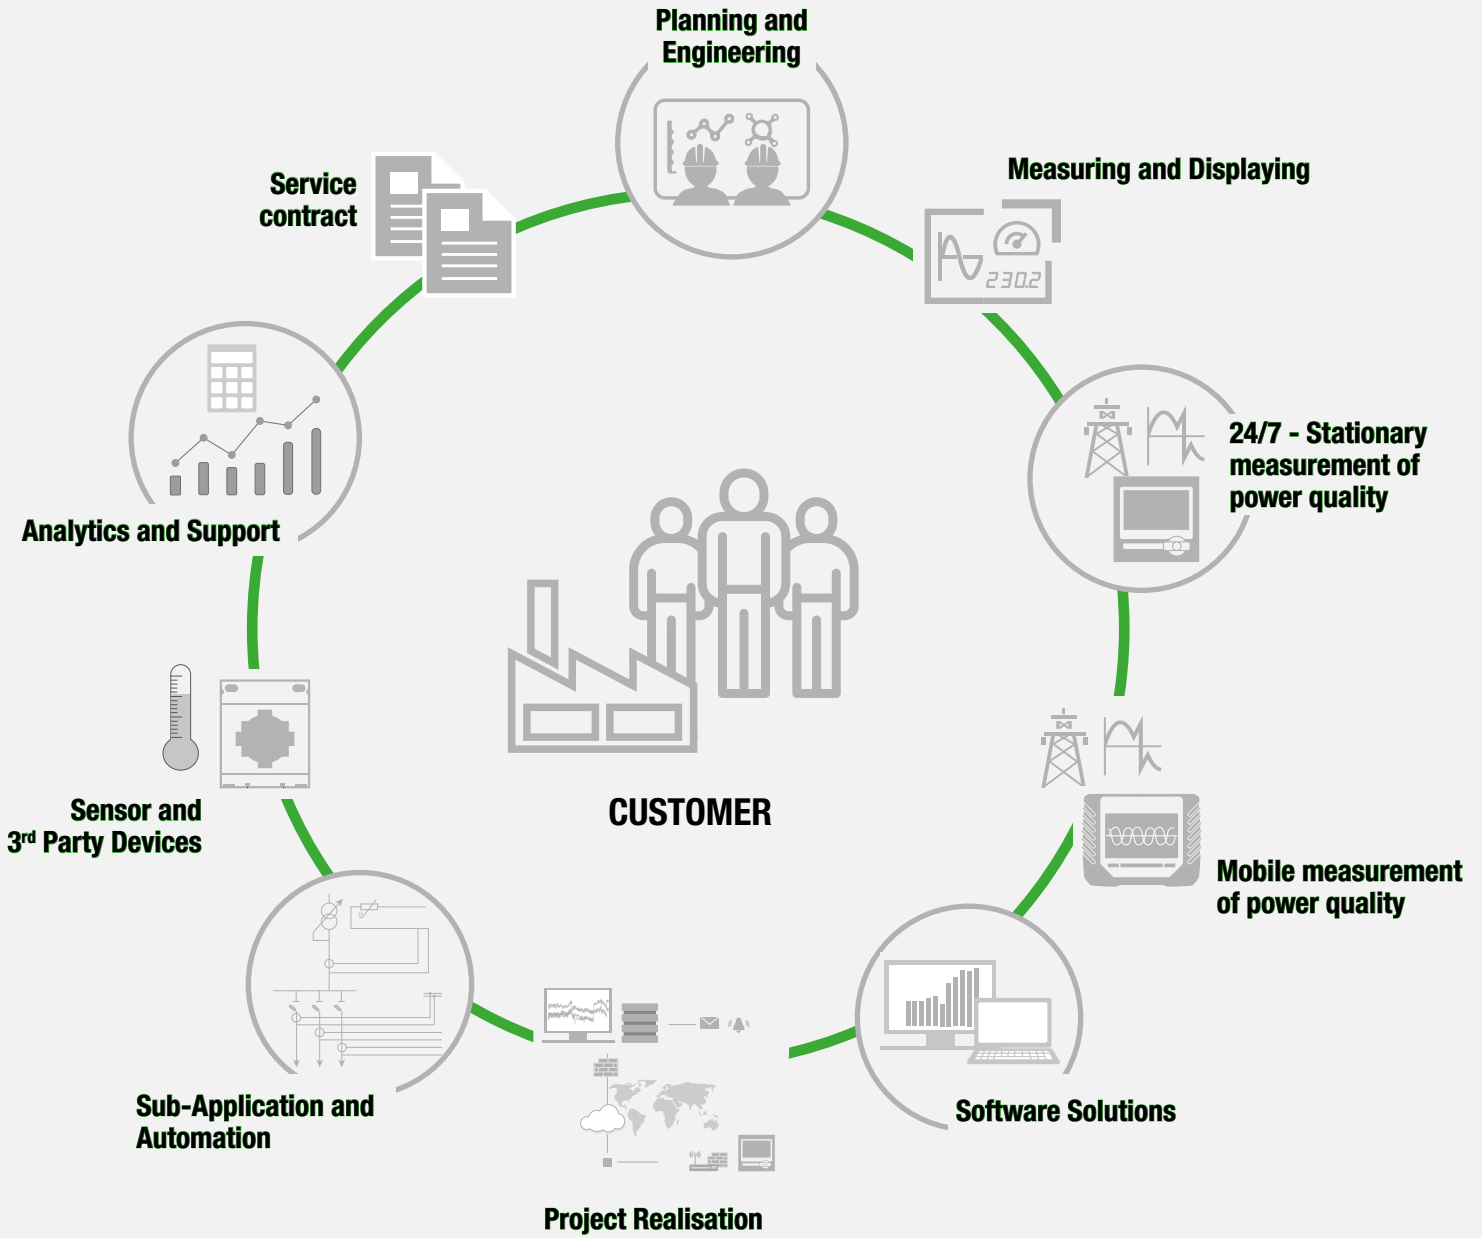 Planning and
Engineering
Measuring and Displaying
230.2
24/7 - Stationary
measurement of
power quality
Mobile measurement
of power quality
Software Solutions
Project Realisation
Sub-Application and
Automation
Sensor and
3rd Party Devices
Analytics and Support
Service
contract
CUSTOMER